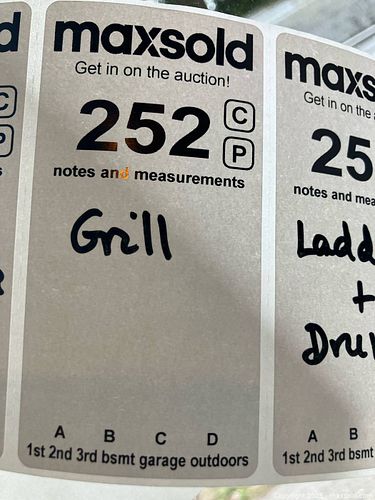 maxsold
Get in on the auction!
252
C
P
notes and measurements
Grill
A B C D
1st 2nd 3rd bsmt garage outdoors
d
C
P
s
maxs
Get in on the
25
notes and mea
Ladd
+
Dru
A B
1st 2nd 3rd bsmt